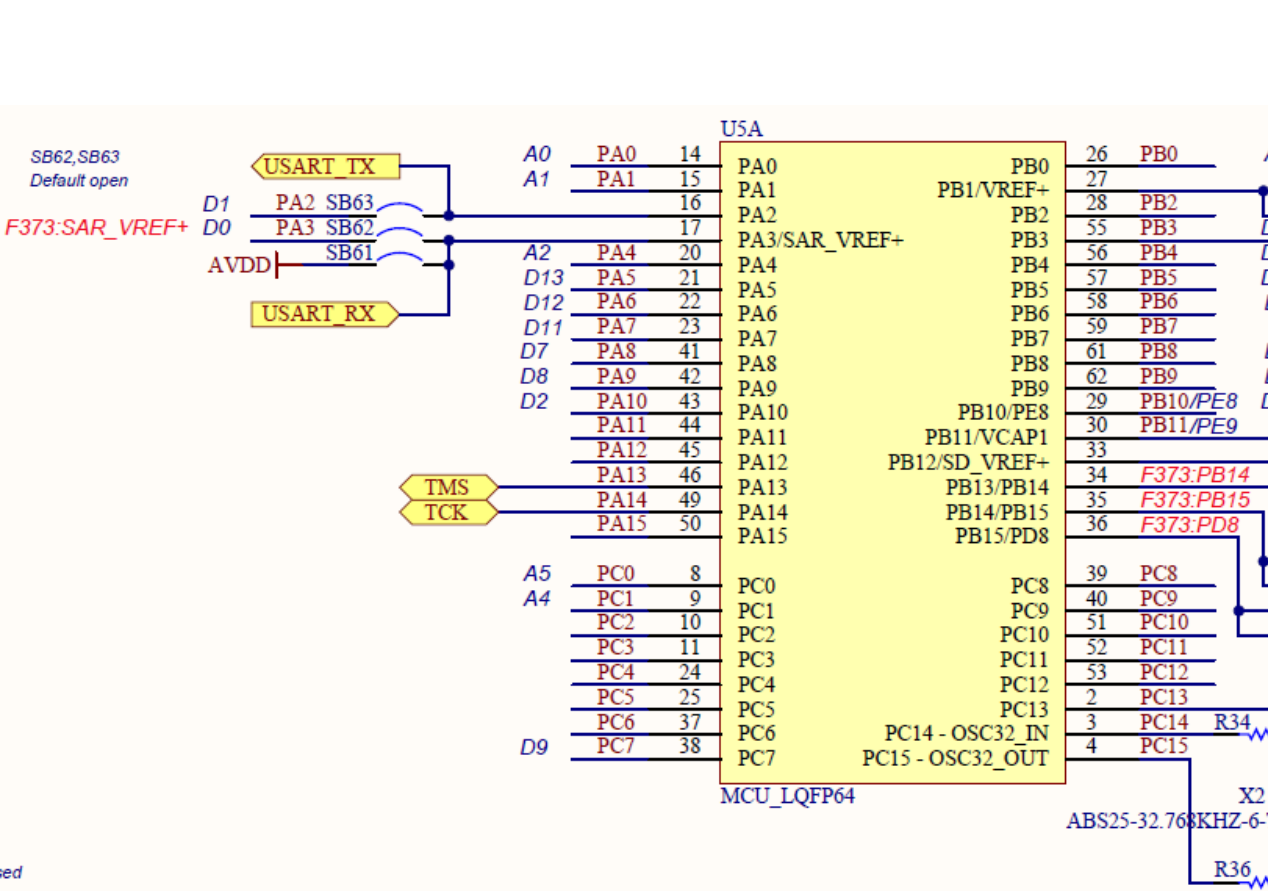 U5A
SB62,SB63
Default open
USART_TX
D1 PA2 SB63
F373:SAR_VREF+ D0 PA3 SB62
AVDD SB61
USART_RX
A0 PA0 14 PA0 PB0 26 PB0
A1 PA1 15 PA1 PB1/VREF+ 27
16 PA2 PB2 28 PB2
17 PA3/SAR_VREF+ PB3 55 PB3
A2 PA4 20 PA4 PB4 56 PB4
D13 PA5 21 PA5 PB5 57 PB5
D12 PA6 22 PA6 PB6 58 PB6
D11 PA7 23 PA7 PB7 59 PB7
D7 PA8 41 PA8 PB8 61 PB8
D8 PA9 42 PA9 PB9 62 PB9
D2 PA10 43 PA10 PB10/PE8 29 PB10/PE8
PA11 44 PA11 PB11/VCAP1 30 PB11/PE9
PA12 45 PA12 PB12/SD_VREF+ 33
TMS PA13 46 PA13 PB13/PB14 34 F373:PB14
TCK PA14 49 PA14 PB14/PB15 35 F373:PB15
PA15 50 PA15 PB15/PD8 36 F373:PD8
A5 PC0 8 PC0 PC8 39 PC8
A4 PC1 9 PC1 PC9 40 PC9
PC2 10 PC2 PC10 51 PC10
PC3 11 PC3 PC11 52 PC11
PC4 24 PC4 PC12 53 PC12
PC5 25 PC5 PC13 2 PC13
PC6 37 PC6 PC14 - OSC32_IN 3 PC14 R34
D9 PC7 38 PC7 PC15 - OSC32_OUT 4 PC15
MCU_LQFP64
X2
ABS25-32.768KHZ-6-
R36